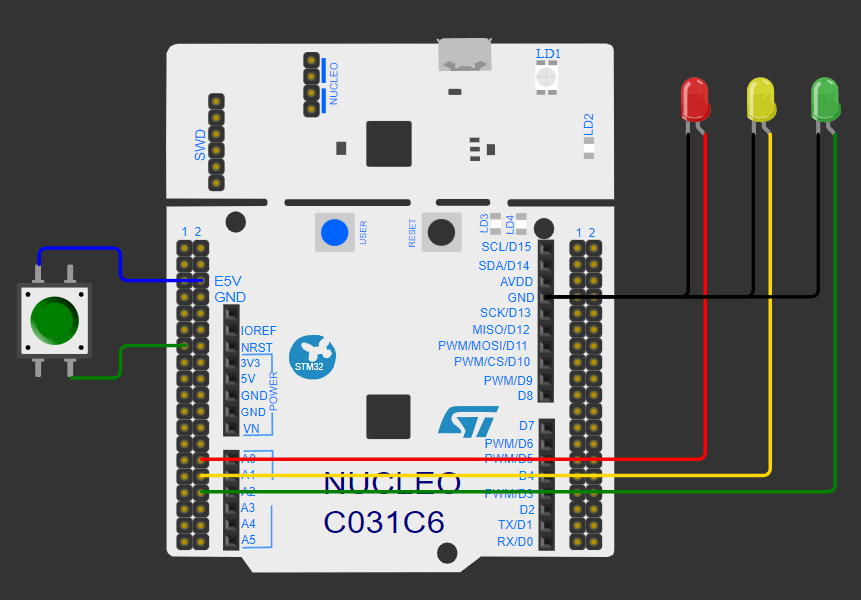 LD1
NUCLEO
LD2
SWD
USER
RESET
LD3
LD4
1 2
1 2
SCL/D15
SDA/D14
E5V
AVDD
GND
GND
SCK/D13
IOREF
MISO/D12
NRST
PWM/MOSI/D11
3V3
PWM/CS/D10
STM32
5V
PWM/D9
POWER
GND
D8
GND
VN
D7
PWM/D6
A0
PWM/D5
A1
D4
NUCLEO
A2
PWM/D3
A3
D2
C031C6
A4
TX/D1
A5
RX/D0